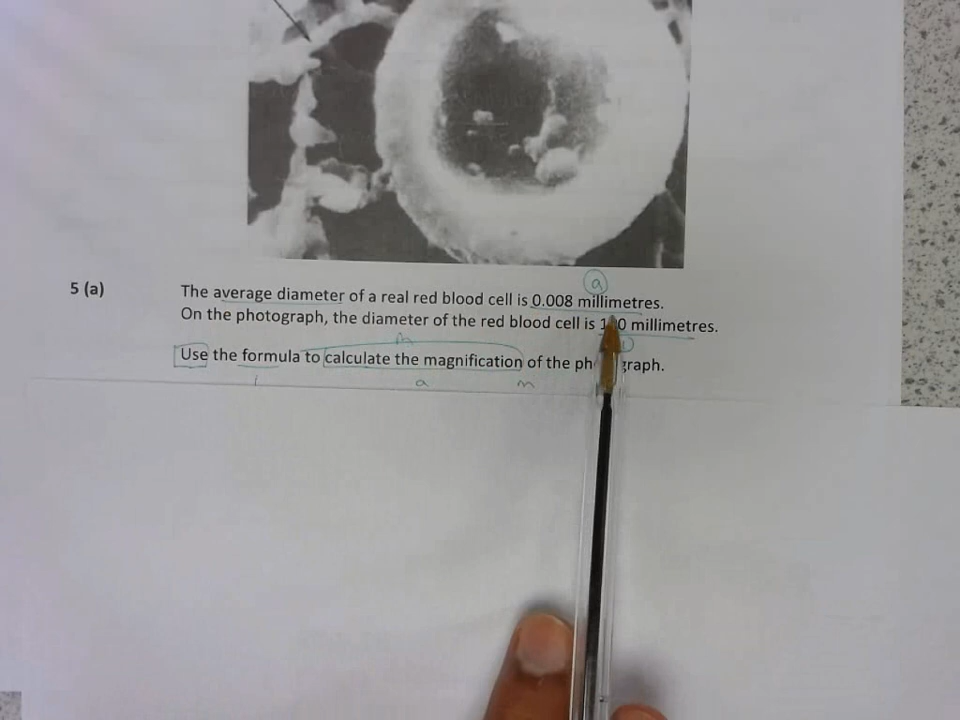 5 (a)
a
The average diameter of a real red blood cell is 0.008 millimetres.
On the photograph, the diameter of the red blood cell is millimetres.
m
Use the formula to calculate the magnification of the
i a m